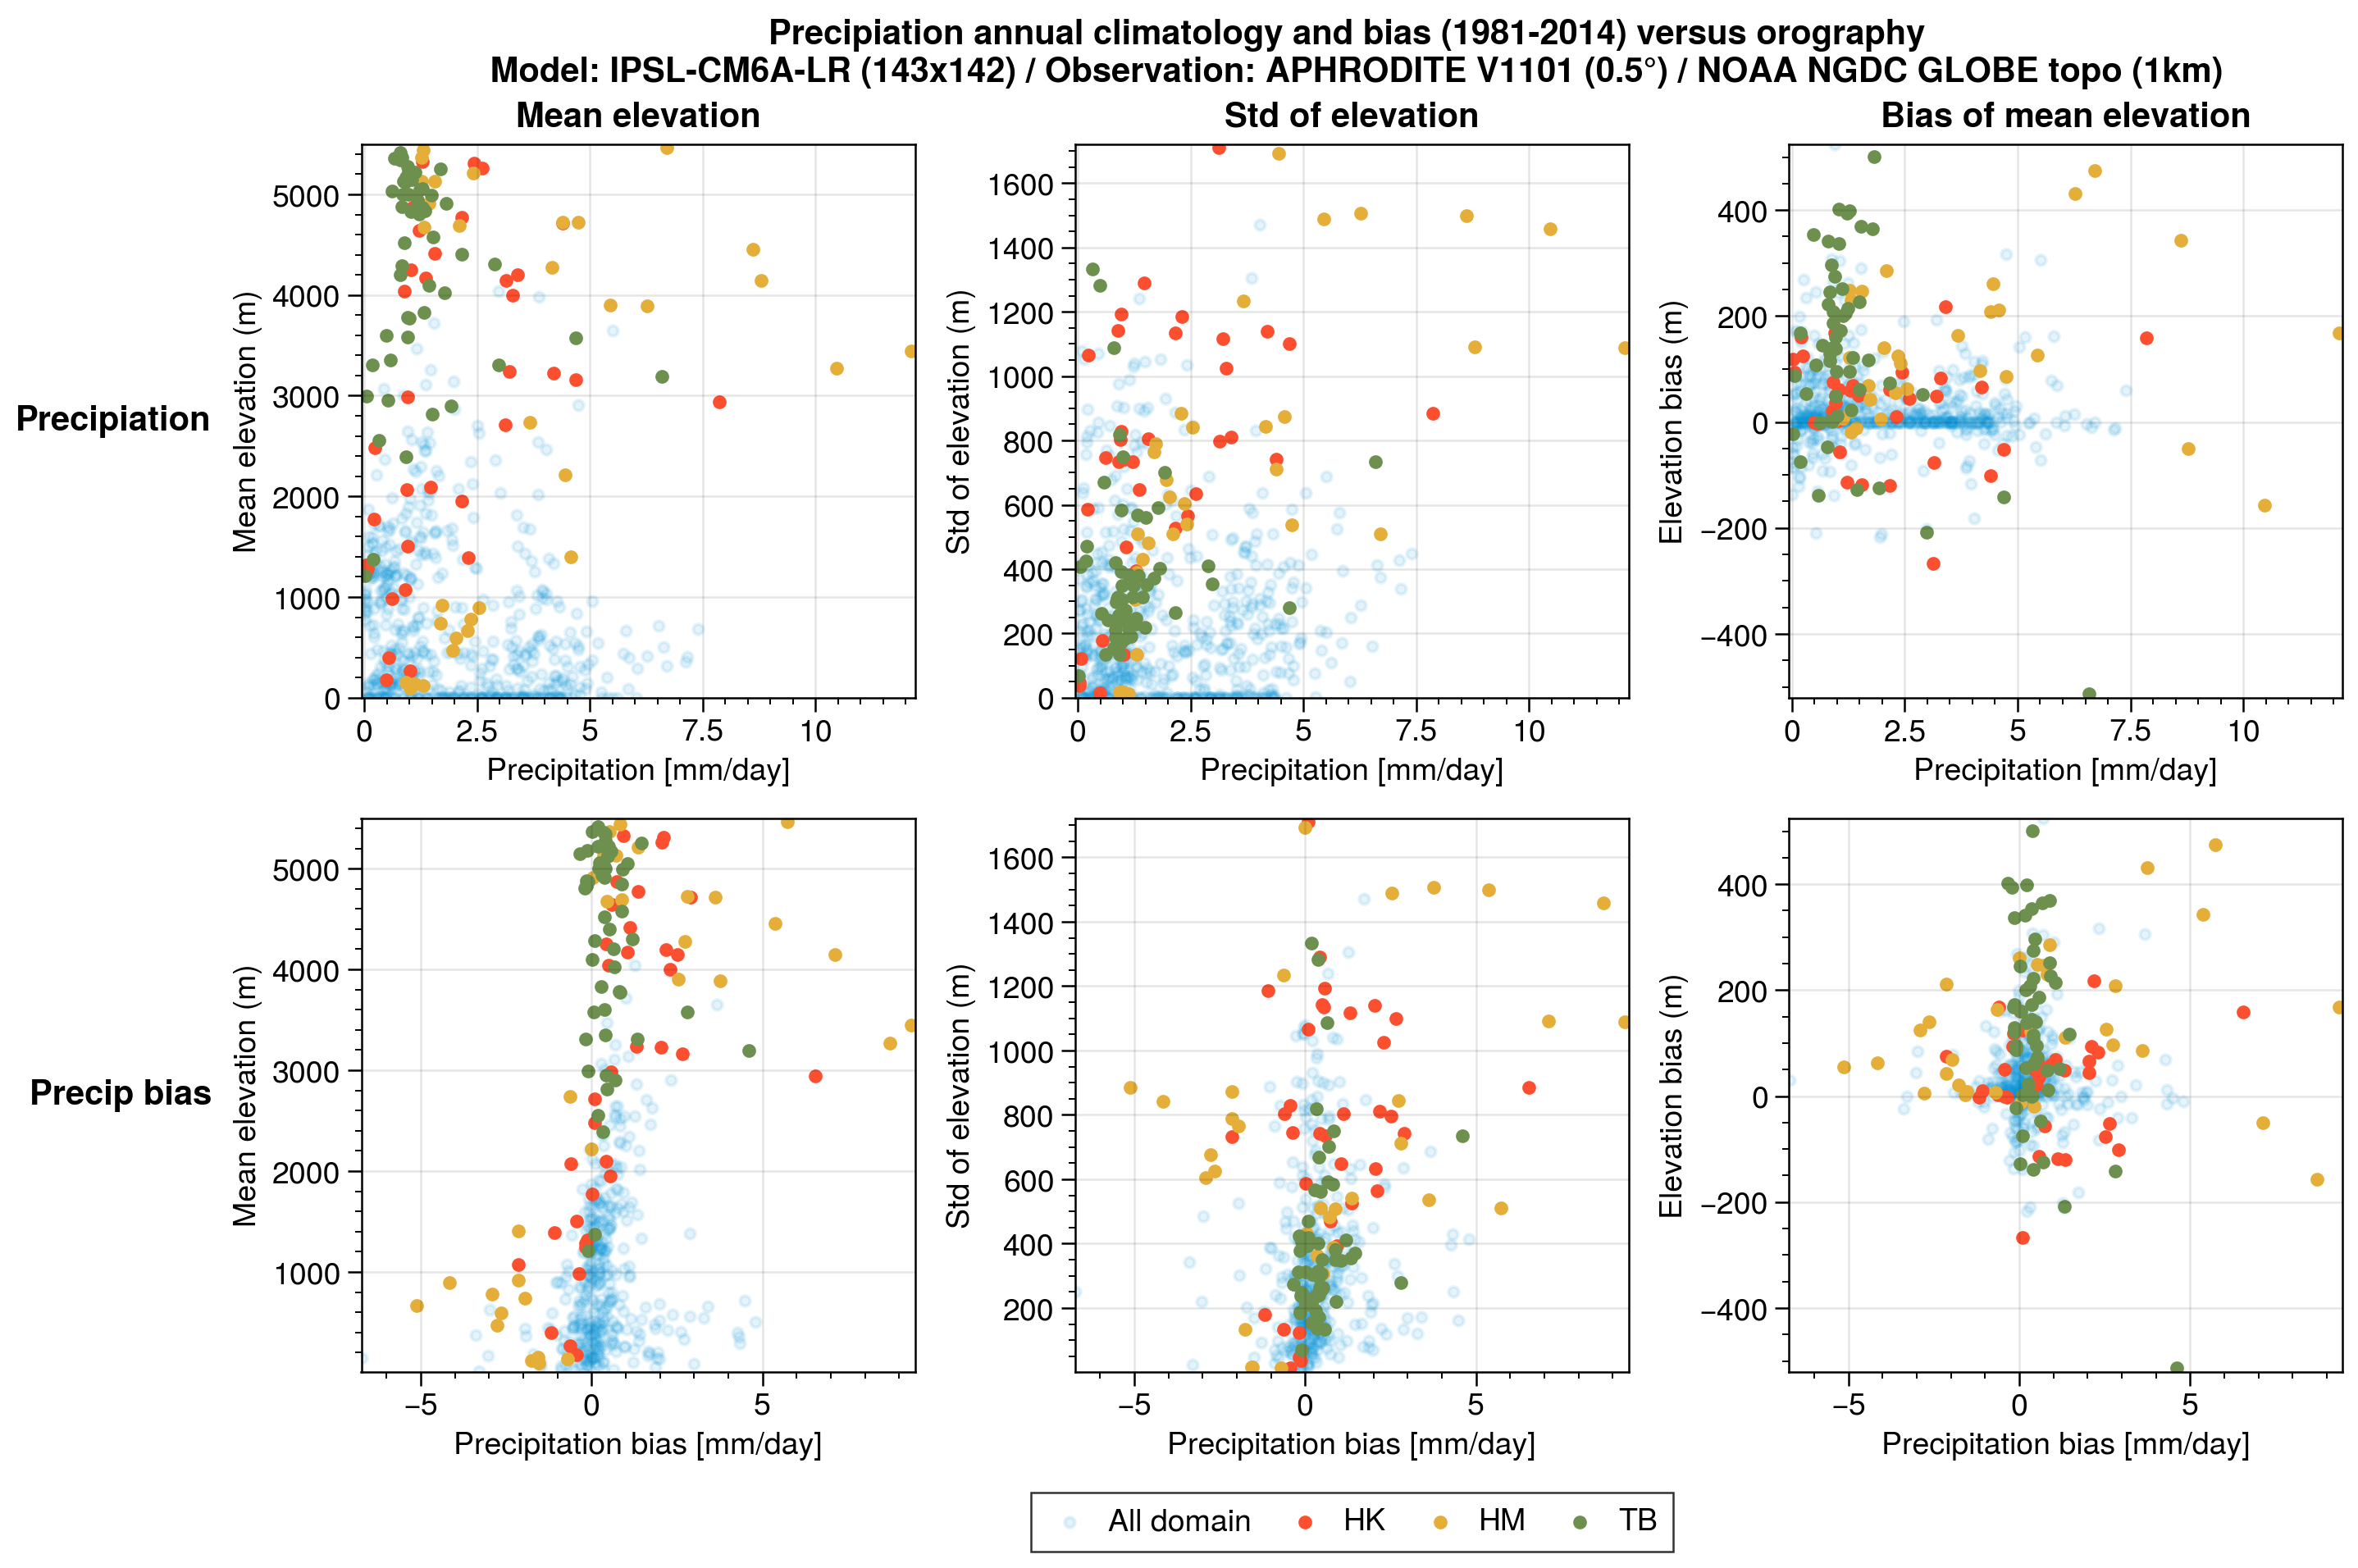 Precipiation annual climatology and bias (1981-2014) versus orography
Model: IPSL-CM6A-LR (143x142) / Observation: APHRODITE V1101 (0.5°) / NOAA NGDC GLOBE topo (1km)
Mean elevation
Std of elevation
Bias of mean elevation
Precipiation
Mean elevation (m)
5000
4000
3000
2000
1000
0
0 2.5 5 7.5 10
Precipitation [mm/day]
Std of elevation (m)
1600
1400
1200
1000
800
600
400
200
0
0 2.5 5 7.5 10
Precipitation [mm/day]
Elevation bias (m)
400
200
0
−200
−400
0 2.5 5 7.5 10
Precipitation [mm/day]
Precip bias
Mean elevation (m)
5000
4000
3000
2000
1000
−5 0 5
Precipitation bias [mm/day]
Std of elevation (m)
1600
1400
1200
1000
800
600
400
200
−5 0 5
Precipitation bias [mm/day]
Elevation bias (m)
400
200
0
−200
−400
−5 0 5
Precipitation bias [mm/day]
All domain HK HM TB